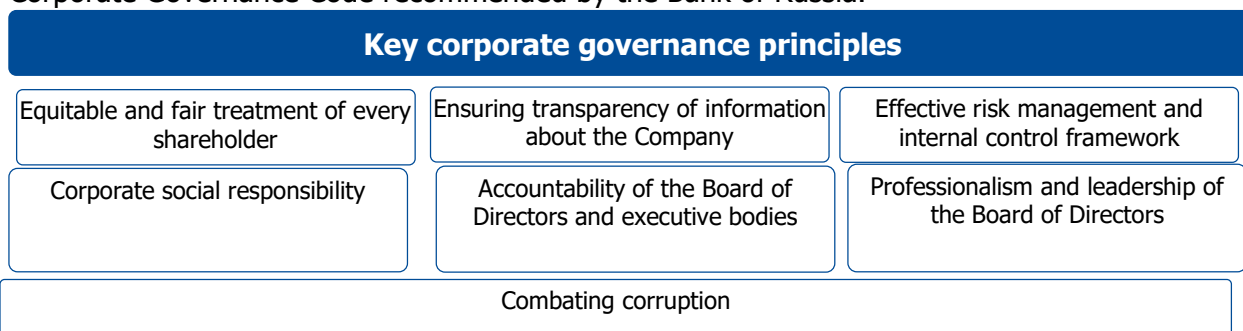 Corporate Governance Code recommended by the Bank of Russia.
Key corporate governance principles
Equitable and fair treatment of every
shareholder
Ensuring transparency of information
about the Company
Effective risk management and
internal control framework
Corporate social responsibility
Accountability of the Board of
Directors and executive bodies
Professionalism and leadership of
the Board of Directors
Combating corruption